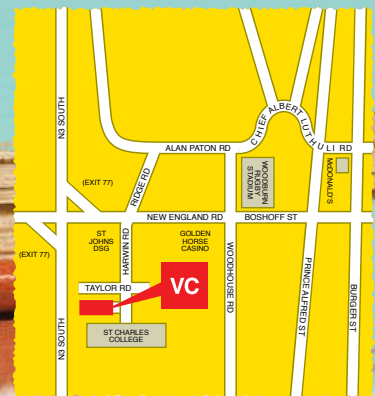 N3 SOUTH
CHIEF ALBERT LUTHULI RD
ALAN PATON RD
WOODBURN
RUGBY
STADIUM
McDONALD'S
(EXIT 77)
RIDGE RD
NEW ENGLAND RD
BOSHOFF ST
ST
JOHNS
DSG
HARWIN RD
GOLDEN
HORSE
CASINO
(EXIT 77)
WOODHOUSE RD
PRINCE ALFRED ST
BURGER ST
TAYLOR RD
VC
N3 SOUTH
ST CHARLES
COLLEGE